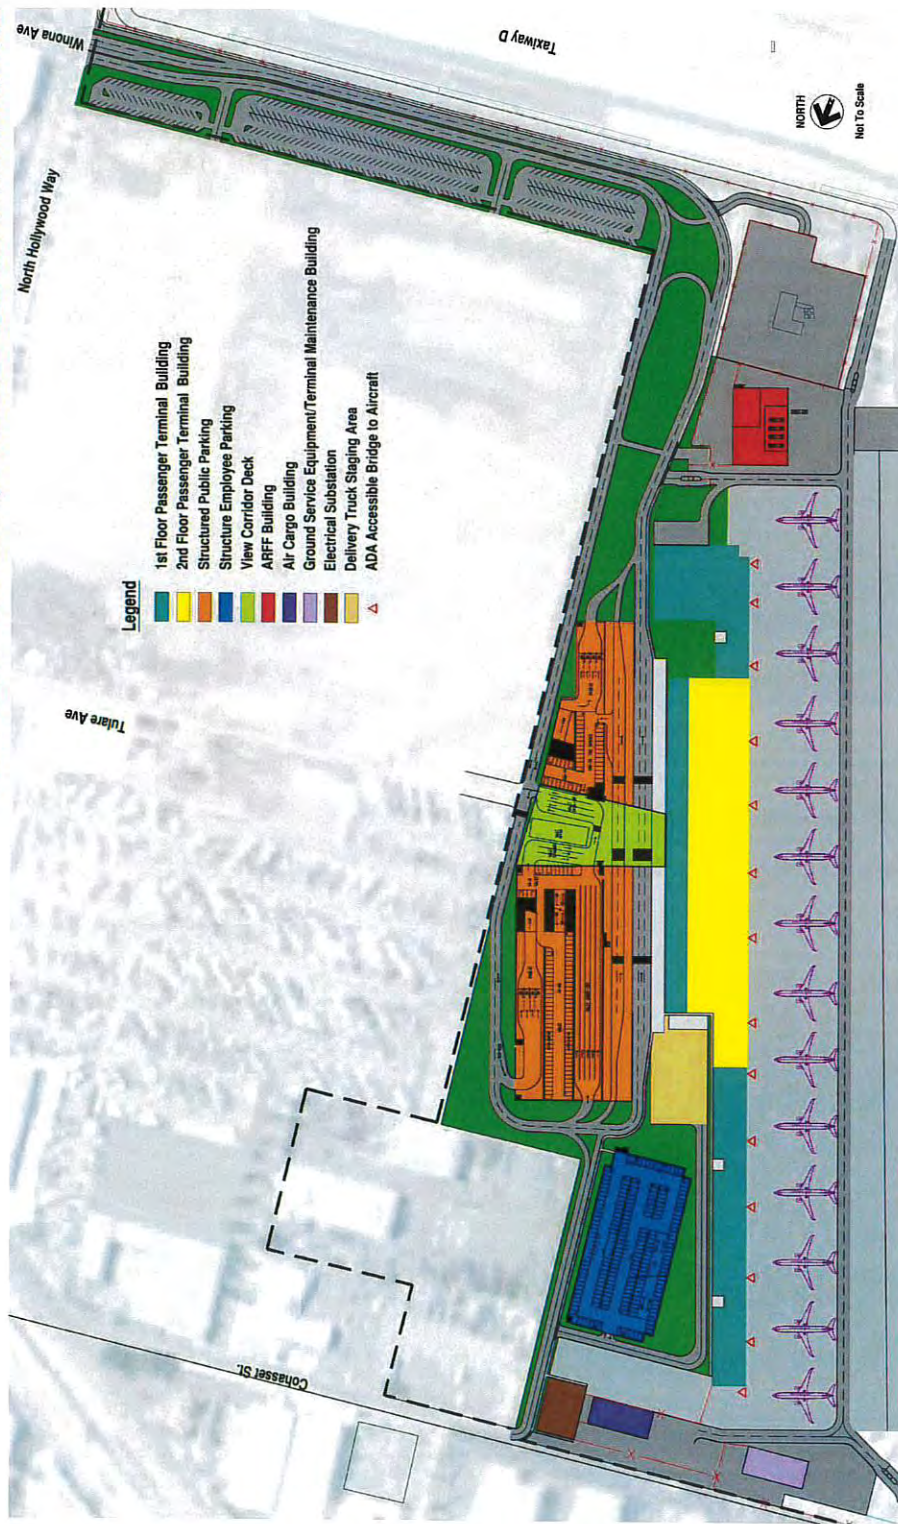 Winona Ave
Taxiway D
North Hollywood Way
NORTH
Not To Scale
Legend
1st Floor Passenger Terminal Building
2nd Floor Passenger Terminal Building
Structured Public Parking
Structure Employee Parking
View Corridor Deck
ARFF Building
Air Cargo Building
Ground Service Equipment/Terminal Maintenance Building
Electrical Substation
Delivery Truck Staging Area
ADA Accessible Bridge to Aircraft
Tulare Ave
Cohasset St.